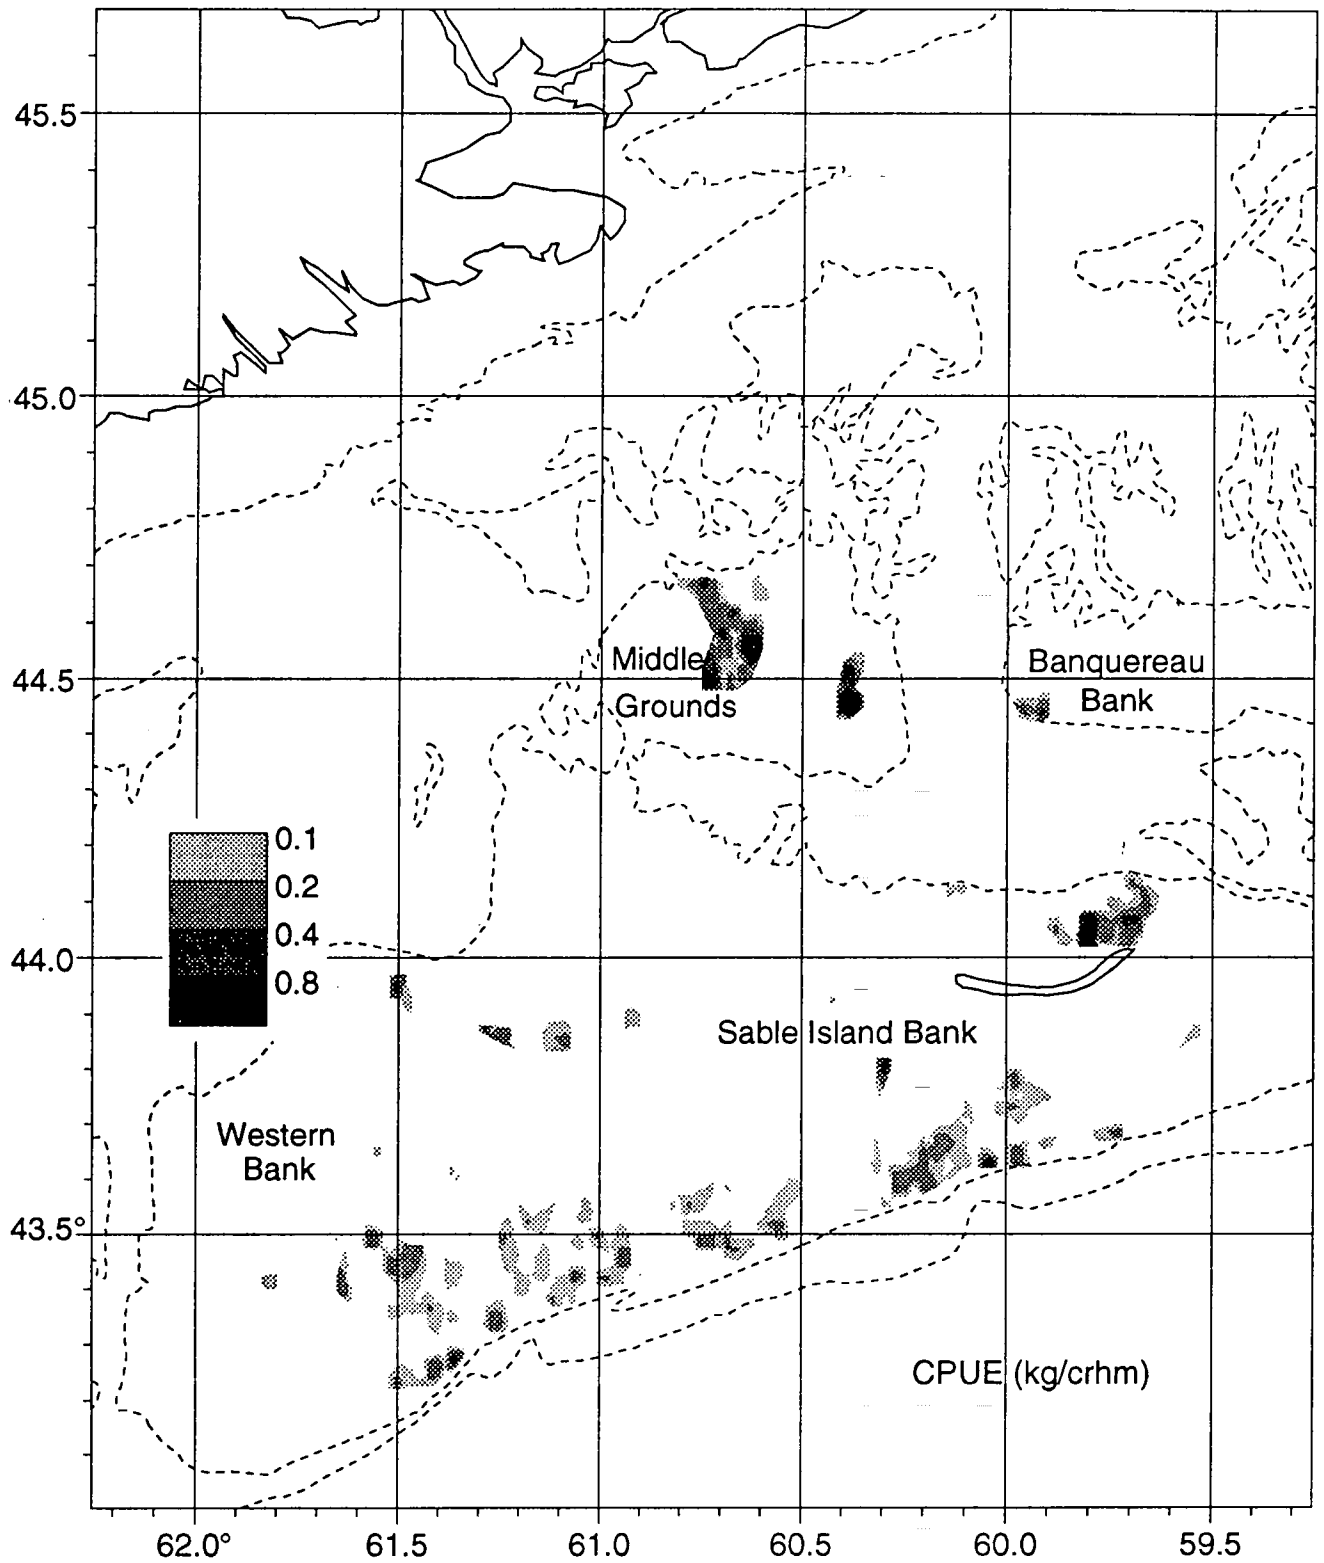 45.5
45.0
Middle
Grounds
Banquereau
Bank
44.5
0.1
0.2
0.4
0.8
44.0
Sable Island Bank
Western
Bank
43.5°
CPUE (kg/crhm)
62.0° 61.5 61.0 60.5 60.0 59.5